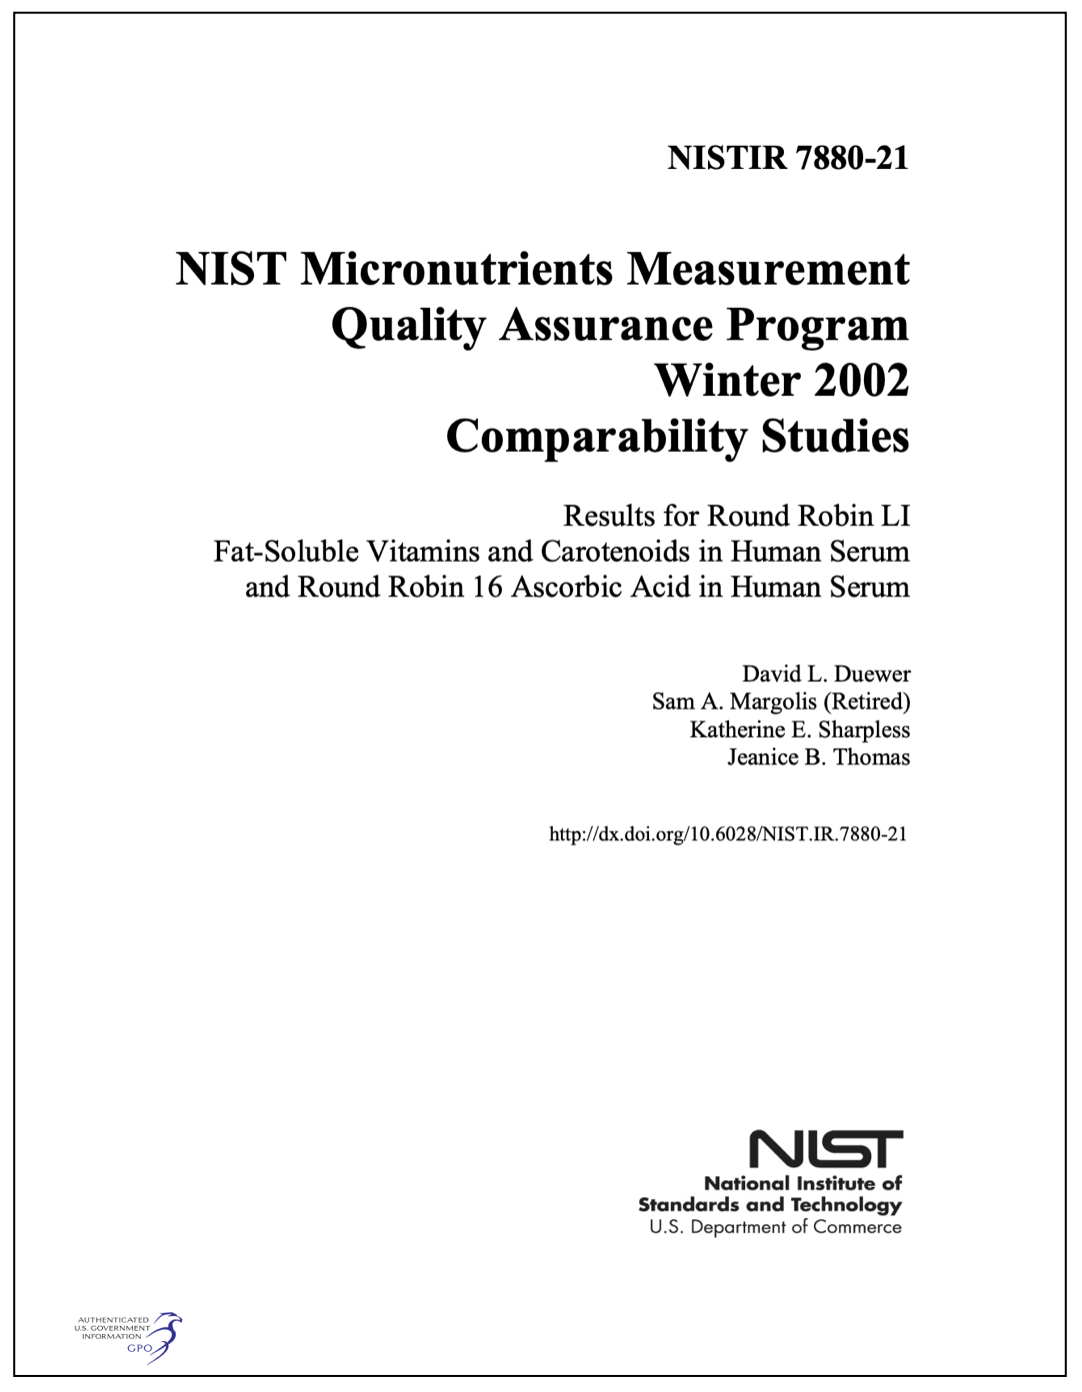 NISTIR 7880-21
NIST Micronutrients Measurement
Quality Assurance Program
Winter 2002
Comparability Studies
Results for Round Robin LI
Fat-Soluble Vitamins and Carotenoids in Human Serum
and Round Robin 16 Ascorbic Acid in Human Serum
David L. Duewer
Sam A. Margolis (Retired)
Katherine E. Sharpless
Jeanice B. Thomas
http://dx.doi.org/10.6028/NIST.IR.7880-21
NIST
National Institute of
Standards and Technology
U.S. Department of Commerce
AUTHENTICATED
U.S. GOVERNMENT
INFORMATION
GPO